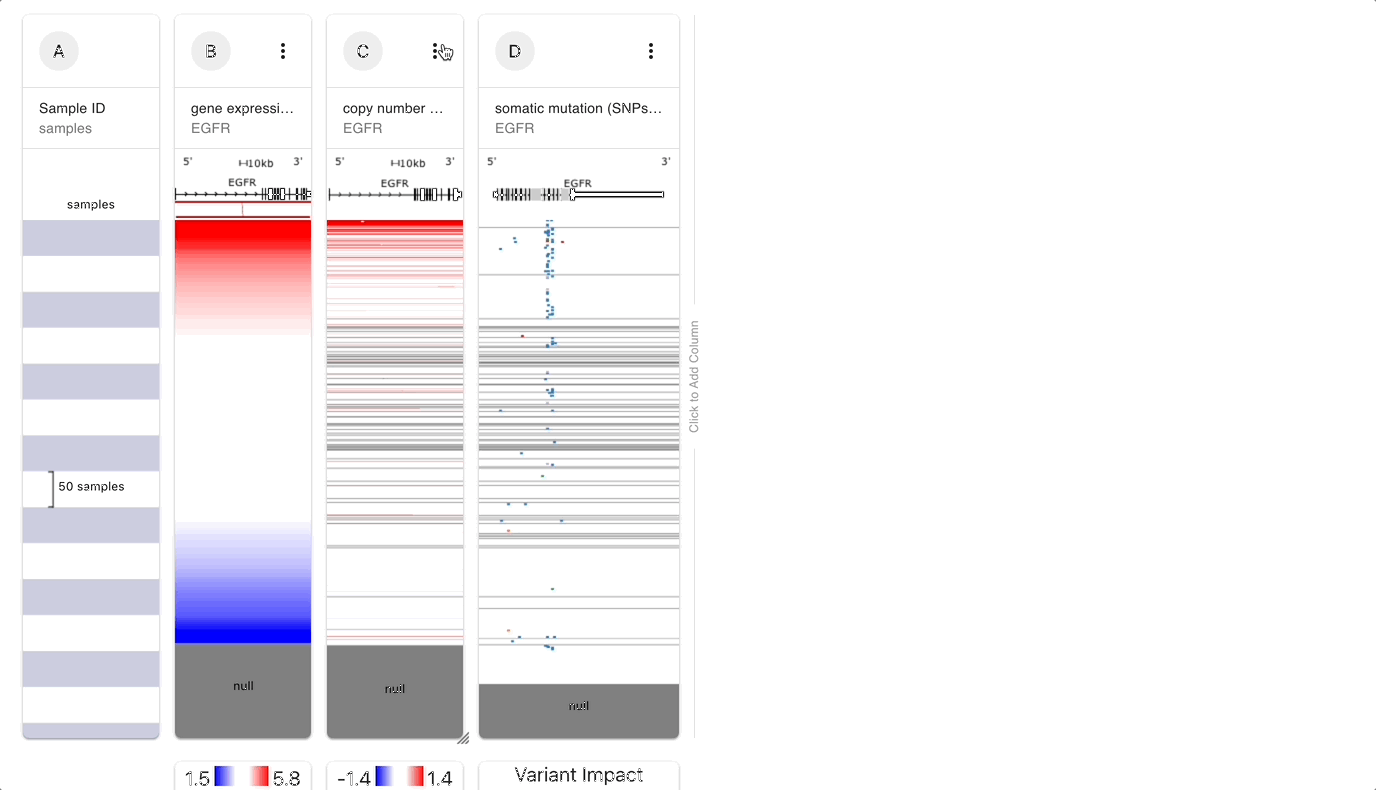 A
B
C
D
Sample ID
samples
gene expressi...
EGFR
copy number ...
EGFR
somatic mutation (SNPs...
EGFR
5' 10kb 3'
EGFR
5' 10kb 3'
EGFR
5' 3'
EGFR
samples
50 samples
Click to Add Column
null
null
null
1.5 5.8
-1.4 1.4
Variant Impact